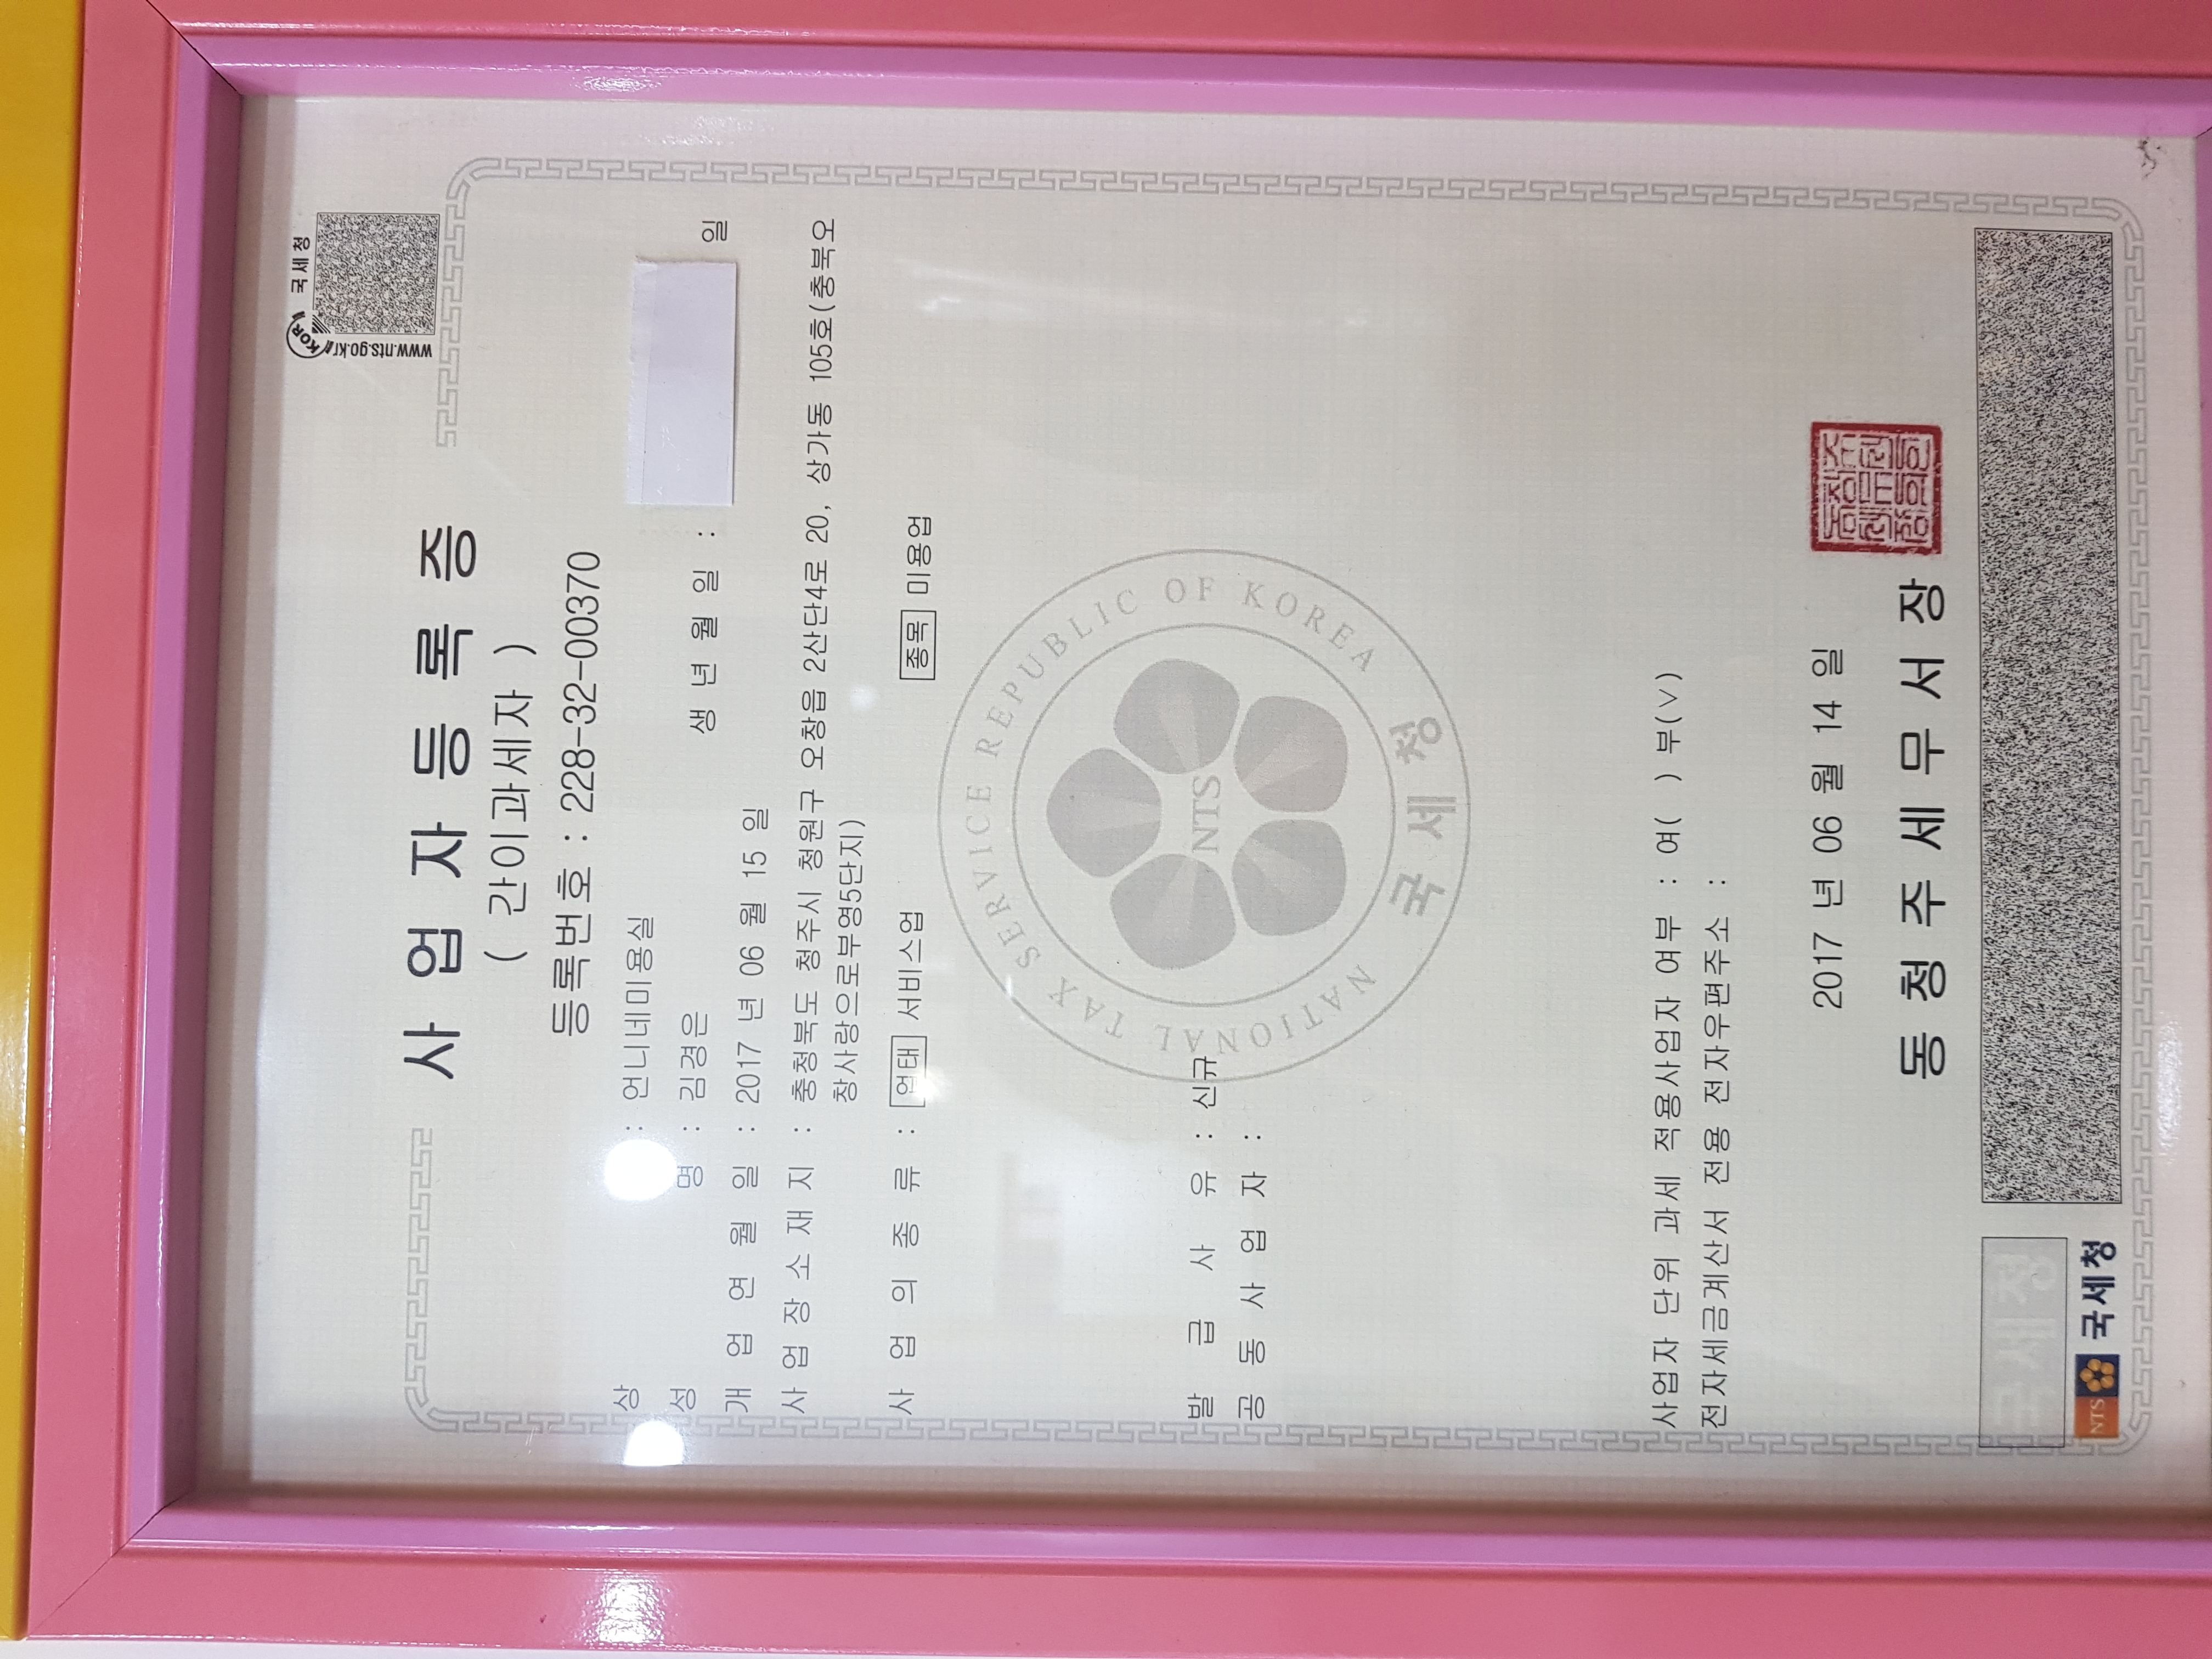 국세청
KOR
www.nts.go.kr
사업자등록증
( 간이과세자 )
등록번호 : 228-32-00370
상 : 언니네미용실
성 명 : 김경은 생년월일 : 일
개업연월일 : 2017 년 06 월 15 일
사업장소재지 : 충청북도 청주시 청원구 오창읍 2산단4로 20, 상가동 105호(충북오
창사랑으로부영5단지)
사업의종류 : 업태 서비스업 종목 미용업
NATIONAL TAX SERVICE REPUBLIC OF KOREA
NTS
국세청
발급사유 : 신규
공동사업자 :
사업자 단위 과세 적용사업자 여부 : 여( ) 부(∨)
전자세금계산서 전용 전자우편주소 :
2017 년 06 월 14 일
동청주세무서장
국세청
NTS 국세청